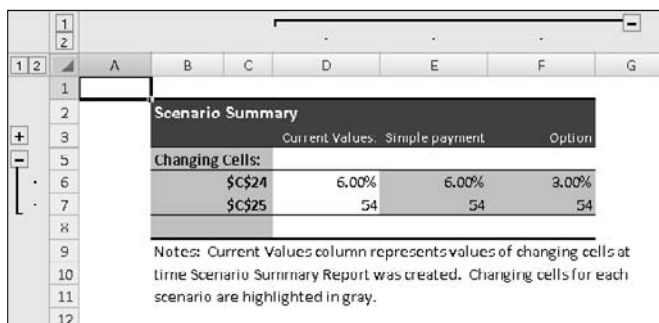 1
2
1 2 A B C D E F G
1
2 Scenario Summary
3 Current Values: Simple payment Option
5 Changing Cells:
6 $C$24 6.00% 6.00% 3.00%
7 $C$25 54 54 54
8
9 Notes: Current Values column represents values of changing cells at
10 time Scenario Summary Report was created. Changing cells for each
11 scenario are highlighted in gray.
12